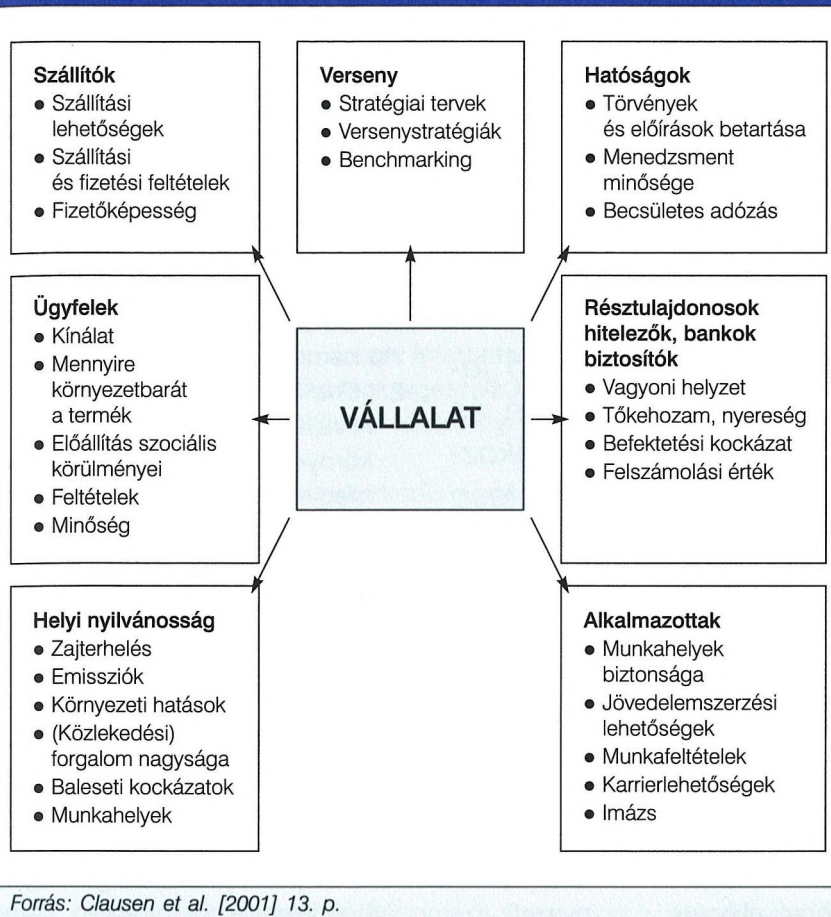 Szállítók
● Szállítási
lehetőségek
● Szállítási
és fizetési feltételek
● Fizetőképesség
Verseny
● Stratégiai tervek
● Versenystratégiák
● Benchmarking
Hatóságok
● Törvények
és előírások betartása
● Menedzsment
minősége
● Becsületes adózás
Ügyfelek
● Kínálat
● Mennyire
környezetbarát
a termék
● Előállítás szociális
körülményei
● Feltételek
● Minőség
VÁLLALAT
Résztulajdonosok
hitelezők, bankok
biztosítók
● Vagyoni helyzet
● Tőkehozam, nyereség
● Befektetési kockázat
● Felszámolási érték
Helyi nyilvánosság
● Zajterhelés
● Emissziók
● Környezeti hatások
● (Közlekedési)
forgalom nagysága
● Baleseti kockázatok
● Munkahelyek
Alkalmazottak
● Munkahelyek
biztonsága
● Jövedelemszerzési
lehetőségek
● Munkafeltételek
● Karrierlehetőségek
● Imázs
Forrás: Clausen et al. [2001] 13. p.